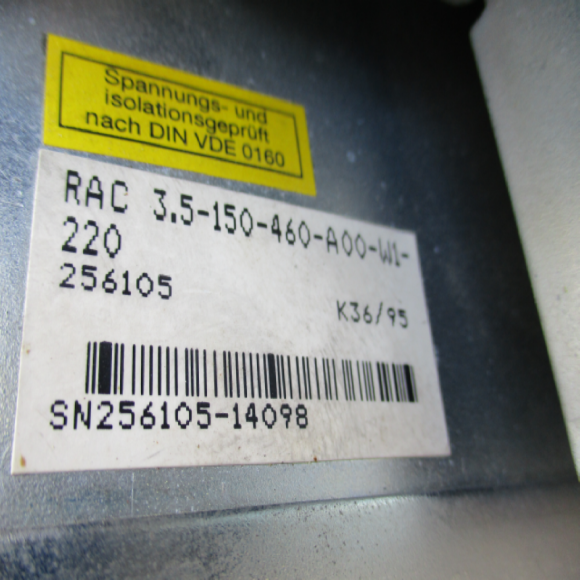 Spannungs- und
isolationsgeprüft
nach DIN VDE 0160
RAC 3.5-150-460-A00-W1-
220
256105
K36/95
SN256105-14098